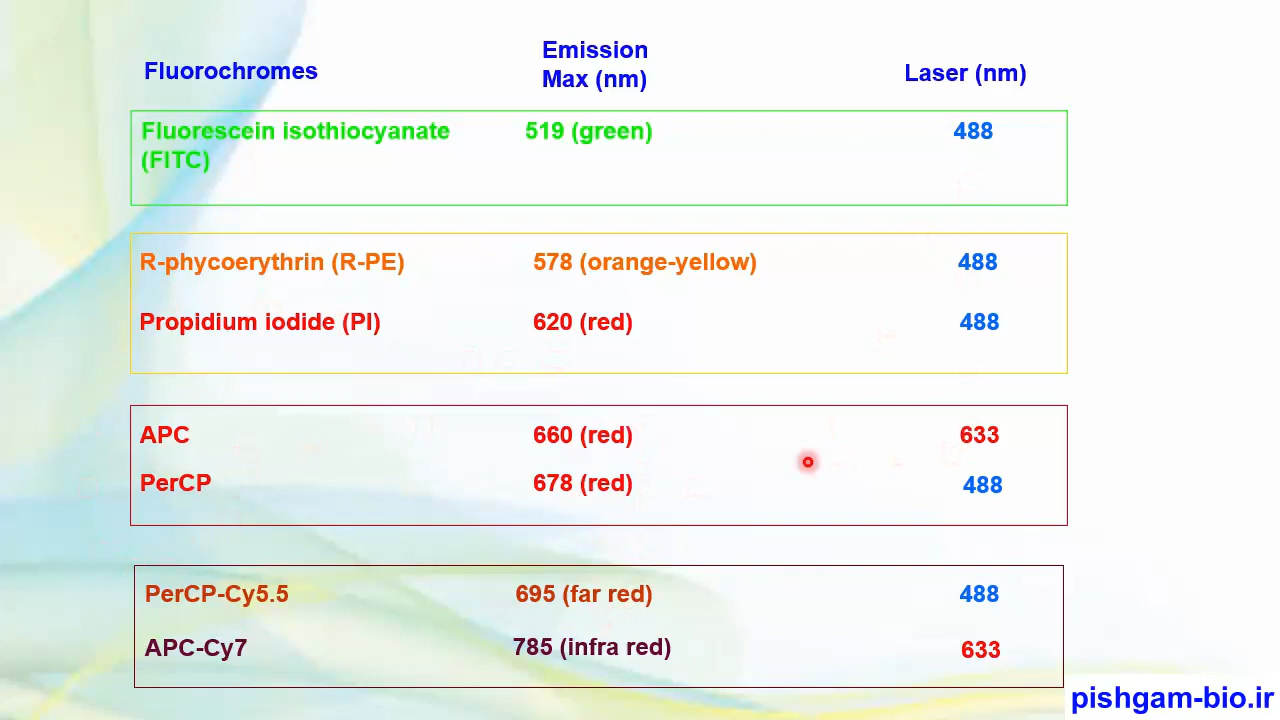 Fluorochromes
Emission
Max (nm)
Laser (nm)
Fluorescein isothiocyanate
(FITC)
519 (green)
488
R-phycoerythrin (R-PE)
578 (orange-yellow)
488
Propidium iodide (PI)
620 (red)
488
APC
660 (red)
633
PerCP
678 (red)
488
PerCP-Cy5.5
695 (far red)
488
APC-Cy7
785 (infra red)
633
pishgam-bio.ir